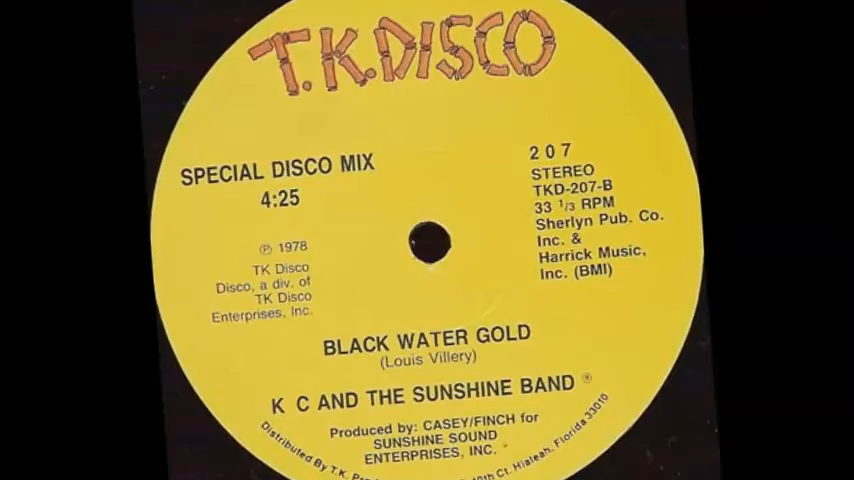 T.K.DISCO
SPECIAL DISCO MIX
4:25
℗ 1978
TK Disco
Disco, a div. of
TK Disco
Enterprises, Inc.
207
STEREO
TKD-207-B
33 1/3 RPM
Sherlyn Pub. Co.
Inc. &
Harrick Music,
Inc. (BMI)
BLACK WATER GOLD
(Louis Villery)
K C AND THE SUNSHINE BAND ®
Produced by: CASEY/FINCH for
SUNSHINE SOUND
ENTERPRISES, INC.
Distributed By T.K. Ct. Hialeah, Florida 33010